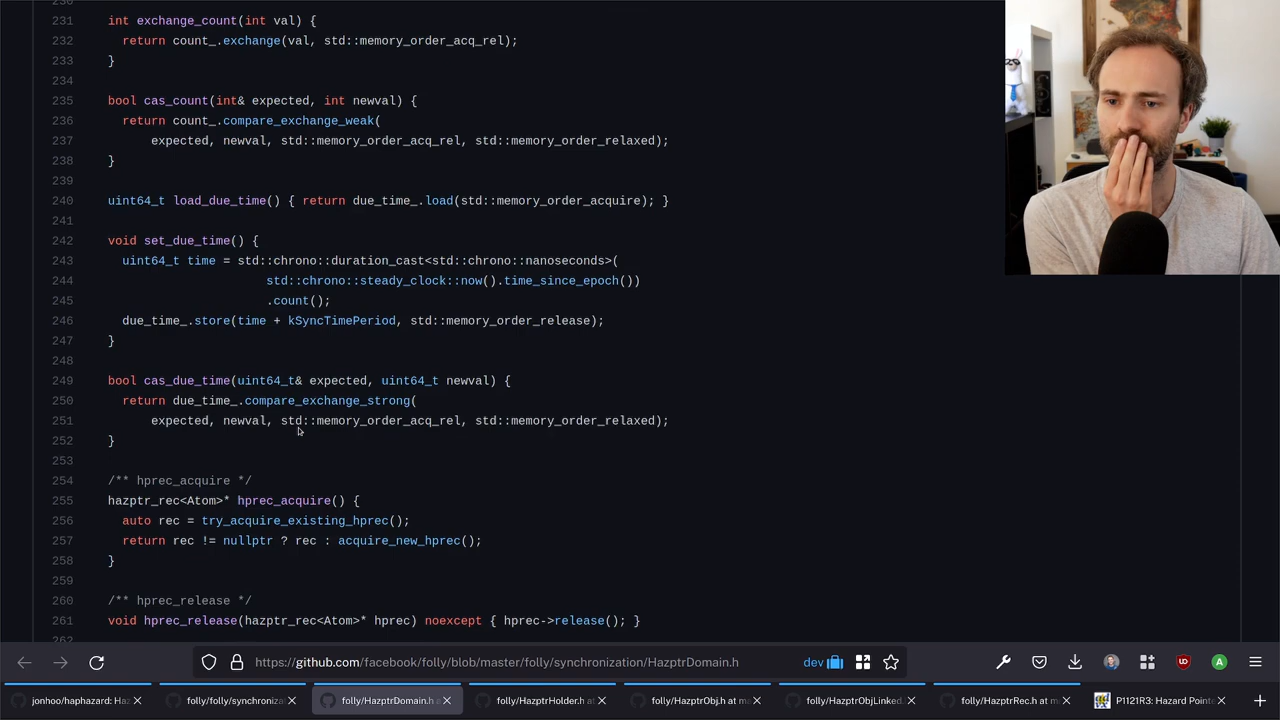 230
231 int exchange_count(int val) {
232 return count_.exchange(val, std::memory_order_acq_rel);
233 }
234
235 bool cas_count(int& expected, int newval) {
236 return count_.compare_exchange_weak(
237 expected, newval, std::memory_order_acq_rel, std::memory_order_relaxed);
238 }
239
240 uint64_t load_due_time() { return due_time_.load(std::memory_order_acquire); }
241
242 void set_due_time() {
243 uint64_t time = std::chrono::duration_cast<std::chrono::nanoseconds>(
244 std::chrono::steady_clock::now().time_since_epoch())
245 .count();
246 due_time_.store(time + kSyncTimePeriod, std::memory_order_release);
247 }
248
249 bool cas_due_time(uint64_t& expected, uint64_t newval) {
250 return due_time_.compare_exchange_strong(
251 expected, newval, std::memory_order_acq_rel, std::memory_order_relaxed);
252 }
253
254 /** hprec_acquire */
255 hazptr_rec<Atom>* hprec_acquire() {
256 auto rec = try_acquire_existing_hprec();
257 return rec != nullptr ? rec : acquire_new_hprec();
258 }
259
260 /** hprec_release */
261 void hprec_release(hazptr_rec<Atom>* hprec) noexcept { hprec->release(); }
262
https://github.com/facebook/folly/blob/master/folly/synchronization/HazptrDomain.h dev
jonhoo/haphazard: Haz folly/folly/synchronizat folly/HazptrDomain.h a folly/HazptrHolder.h at m folly/HazptrObj.h at ma folly/HazptrObjLinked. folly/HazptrRec.h at ma P1121R3: Hazard Pointe